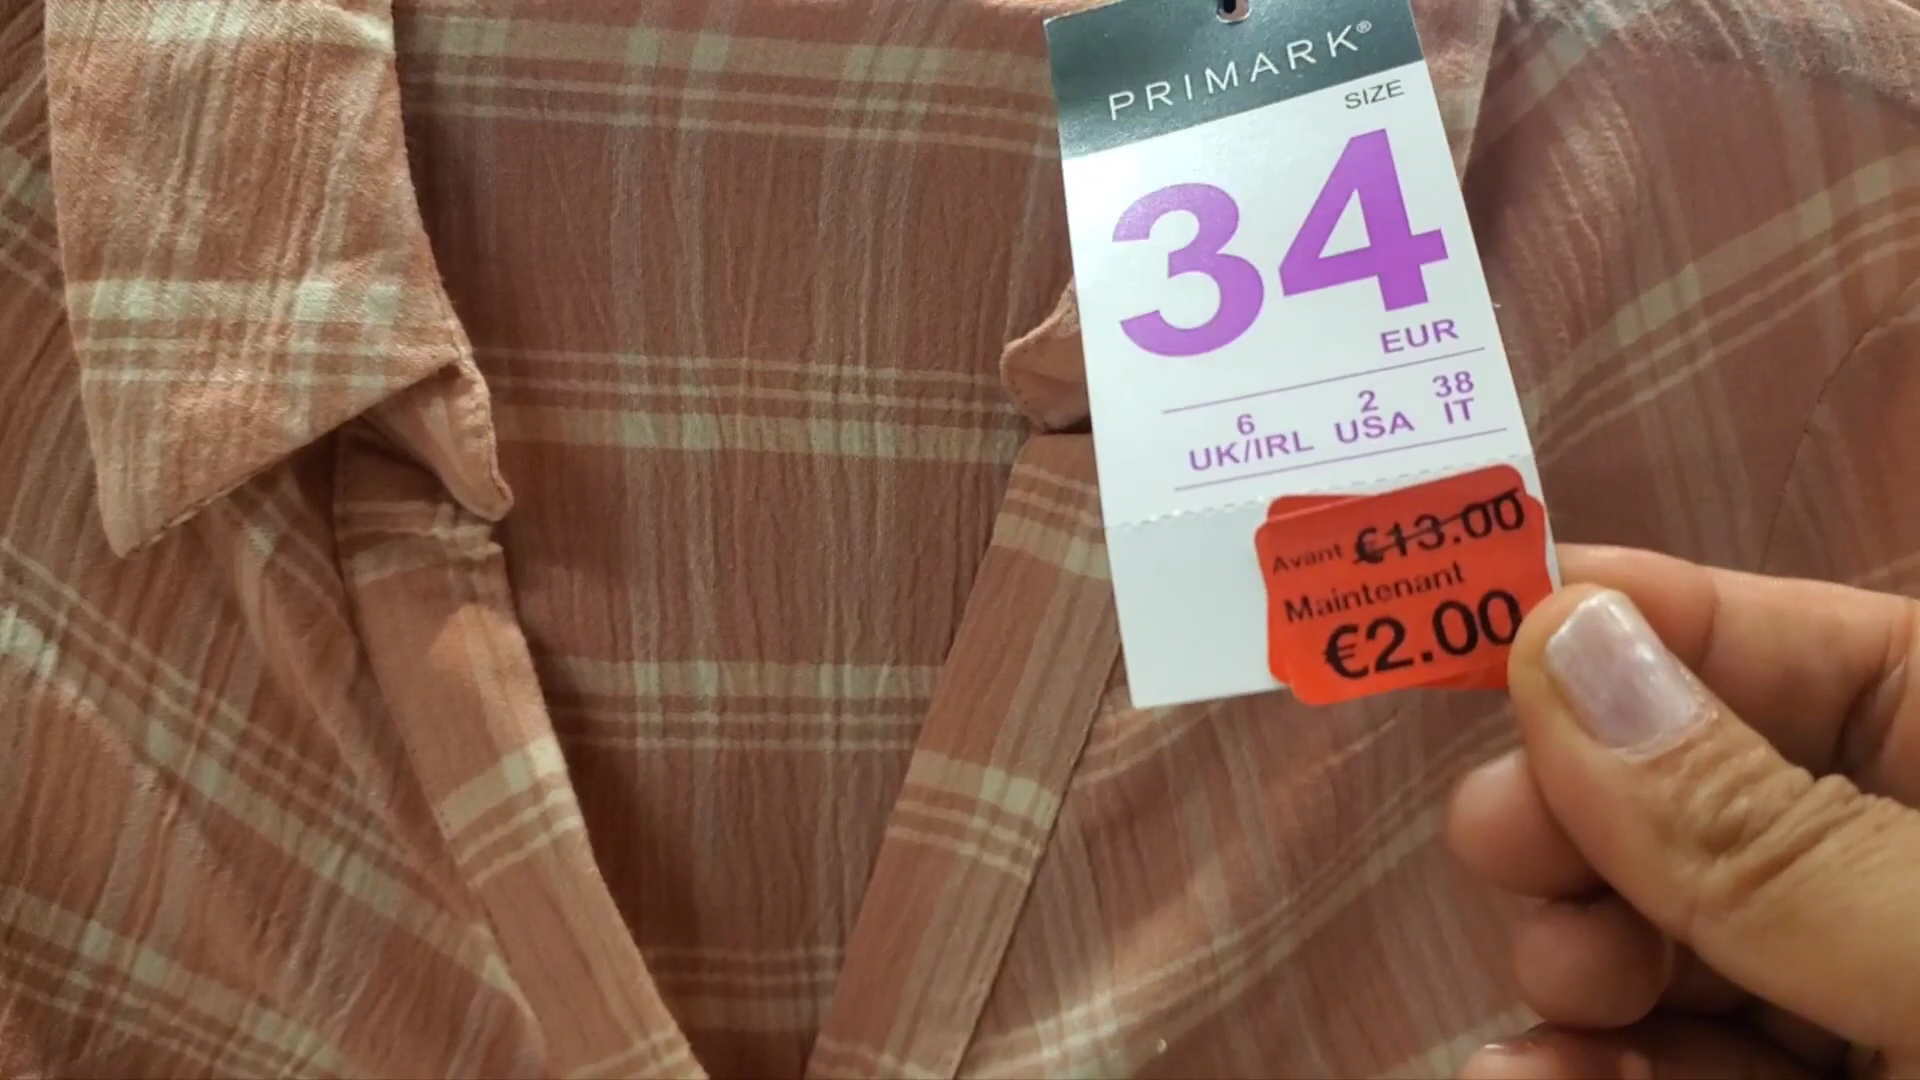 PRIMARK®
SIZE
34
EUR
6 2 38
UK/IRL USA IT
Avant €13.00
Maintenant
€2.00